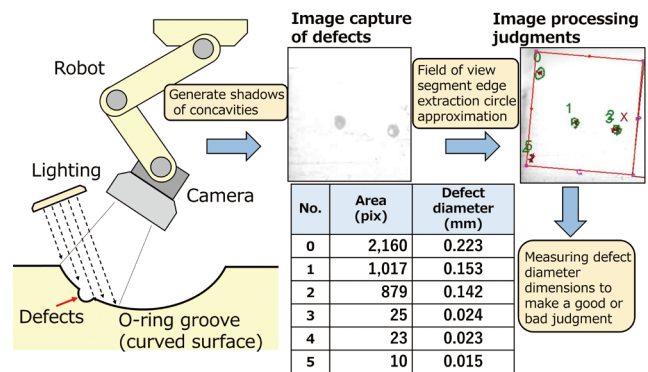 Robot
Lighting
Camera
Defects
O-ring groove
(curved surface)
Generate shadows
of concavities
Image capture
of defects
Field of view
segment edge
extraction circle
approximation
Image processing
judgments
0
1
2
3
X
5
No.
Area
(pix)
Defect
diameter
(mm)
0 2,160 0.223
1 1,017 0.153
2 879 0.142
3 25 0.024
4 23 0.023
5 10 0.015
Measuring defect
diameter
dimensions to
make a good or
bad judgment